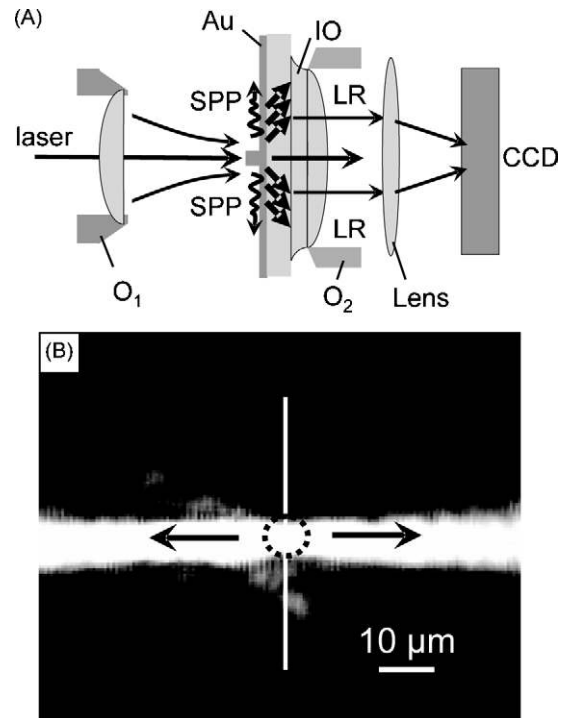 (A)
Au
IO
SPP
LR
laser
CCD
SPP
LR
O₁
O₂
Lens
(B)
10 µm